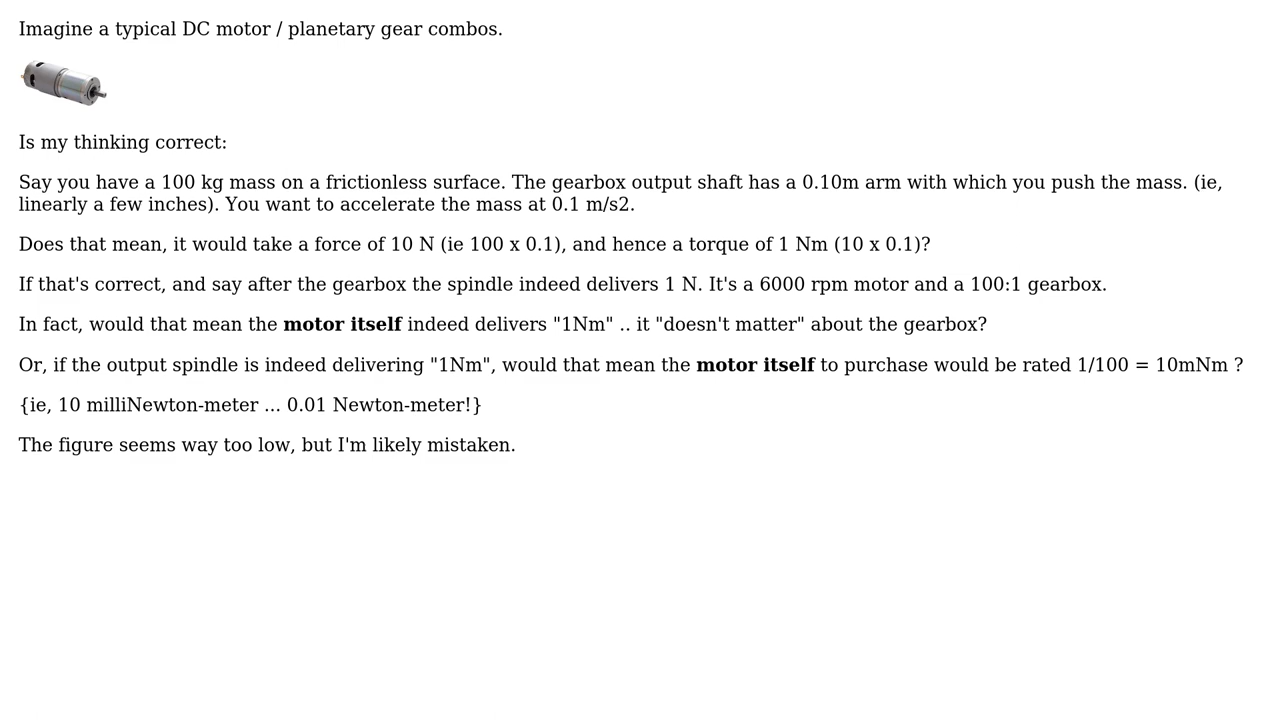 Imagine a typical DC motor / planetary gear combos.
Is my thinking correct:
Say you have a 100 kg mass on a frictionless surface. The gearbox output shaft has a 0.10m arm with which you push the mass. (ie,
linearly a few inches). You want to accelerate the mass at 0.1 m/s2.
Does that mean, it would take a force of 10 N (ie 100 x 0.1), and hence a torque of 1 Nm (10 x 0.1)?
If that's correct, and say after the gearbox the spindle indeed delivers 1 N. It's a 6000 rpm motor and a 100:1 gearbox.
In fact, would that mean the motor itself indeed delivers "1Nm" .. it "doesn't matter" about the gearbox?
Or, if the output spindle is indeed delivering "1Nm", would that mean the motor itself to purchase would be rated 1/100 = 10mNm ?
{ie, 10 milliNewton-meter ... 0.01 Newton-meter!}
The figure seems way too low, but I'm likely mistaken.